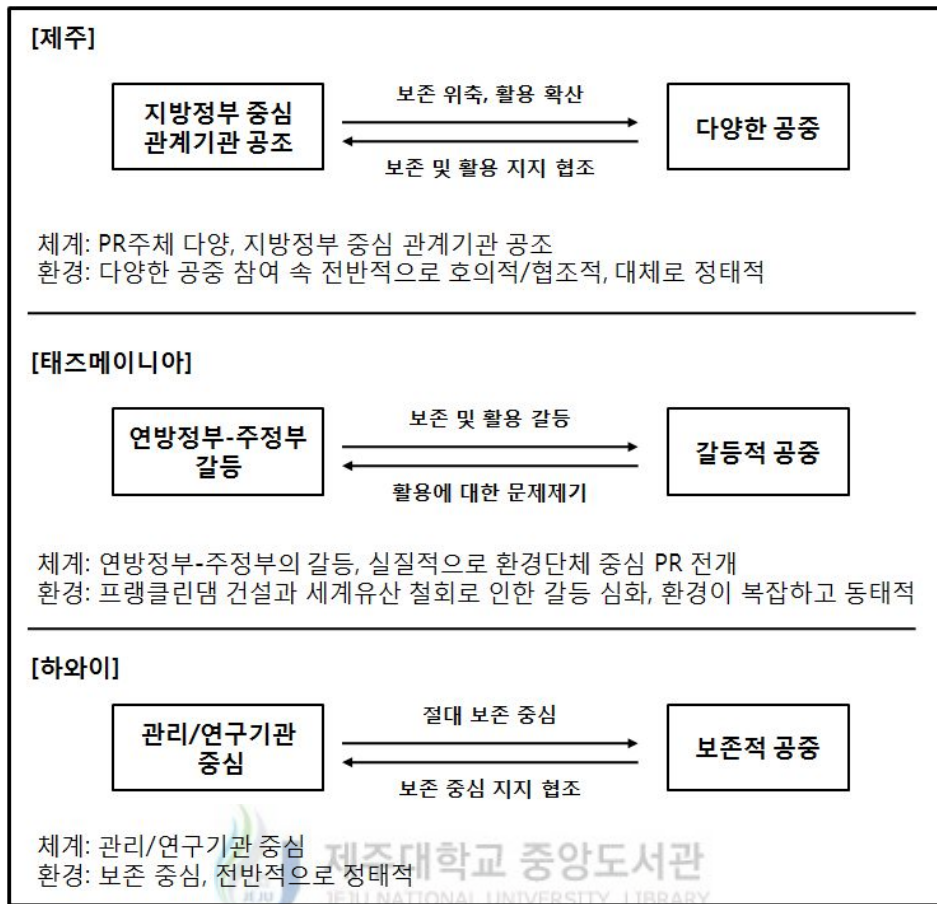 [제주]
지방정부 중심
관계기관 공조
보존 위축, 활용 확산
보존 및 활용 지지 협조
다양한 공중
체계: PR주체 다양, 지방정부 중심 관계기관 공조
환경: 다양한 공중 참여 속 전반적으로 호의적/협조적, 대체로 정태적
[태즈메이니아]
연방정부-주정부
갈등
보존 및 활용 갈등
활용에 대한 문제제기
갈등적 공중
체계: 연방정부-주정부의 갈등, 실질적으로 환경단체 중심 PR 전개
환경: 프랭클린댐 건설과 세계유산 철회로 인한 갈등 심화, 환경이 복잡하고 동태적
[하와이]
관리/연구기관
중심
절대 보존 중심
보존 중심 지지 협조
보존적 공중
체계: 관리/연구기관 중심
환경: 보존 중심, 전반적으로 정태적
제주대학교 중앙도서관
JEJU NATIONAL UNIVERSITY LIBRARY
JEJU